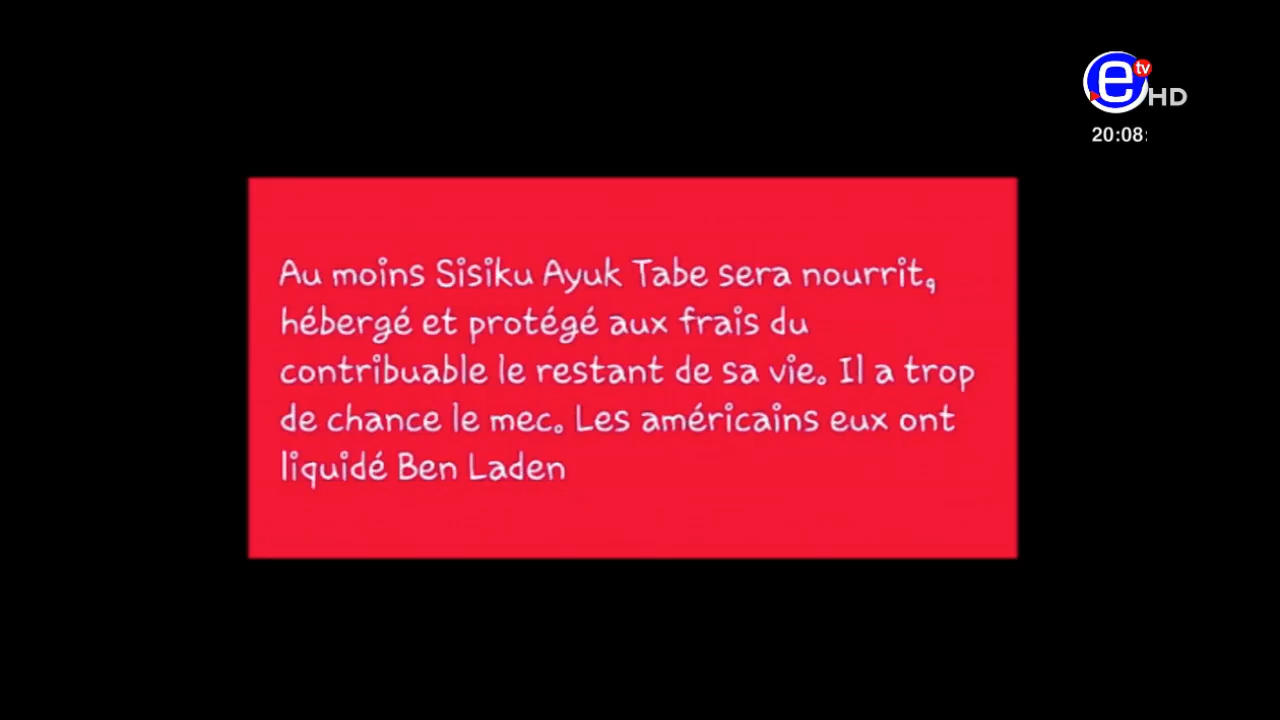 e tv HD
20:08:
Au moins Sisiku Ayuk Tabe sera nourrit,
hébergé et protégé aux frais du
contribuable le restant de sa vie. Il a trop
de chance le mec. Les américains eux ont
liquidé Ben Laden